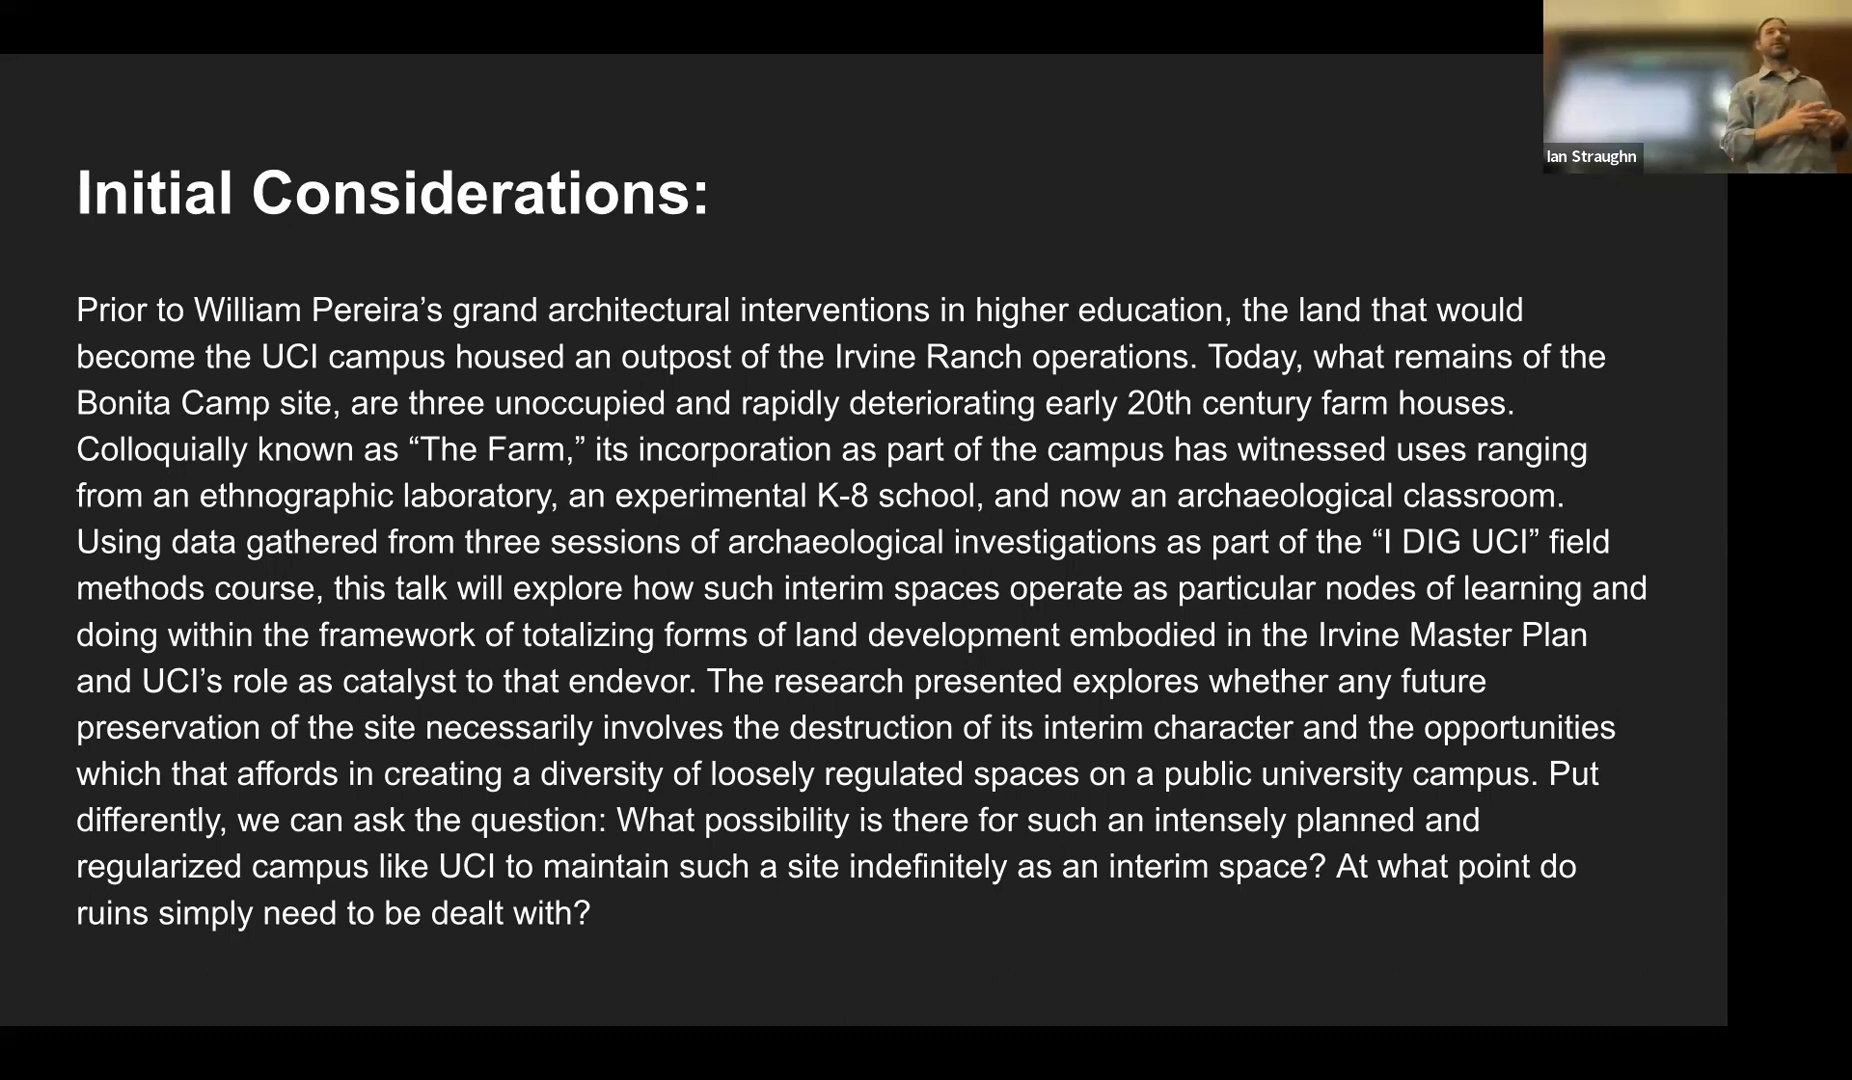 Ian Straughn
Initial Considerations:
Prior to William Pereira’s grand architectural interventions in higher education, the land that would
become the UCI campus housed an outpost of the Irvine Ranch operations. Today, what remains of the
Bonita Camp site, are three unoccupied and rapidly deteriorating early 20th century farm houses.
Colloquially known as “The Farm,” its incorporation as part of the campus has witnessed uses ranging
from an ethnographic laboratory, an experimental K-8 school, and now an archaeological classroom.
Using data gathered from three sessions of archaeological investigations as part of the “I DIG UCI” field
methods course, this talk will explore how such interim spaces operate as particular nodes of learning and
doing within the framework of totalizing forms of land development embodied in the Irvine Master Plan
and UCI’s role as catalyst to that endevor. The research presented explores whether any future
preservation of the site necessarily involves the destruction of its interim character and the opportunities
which that affords in creating a diversity of loosely regulated spaces on a public university campus. Put
differently, we can ask the question: What possibility is there for such an intensely planned and
regularized campus like UCI to maintain such a site indefinitely as an interim space? At what point do
ruins simply need to be dealt with?